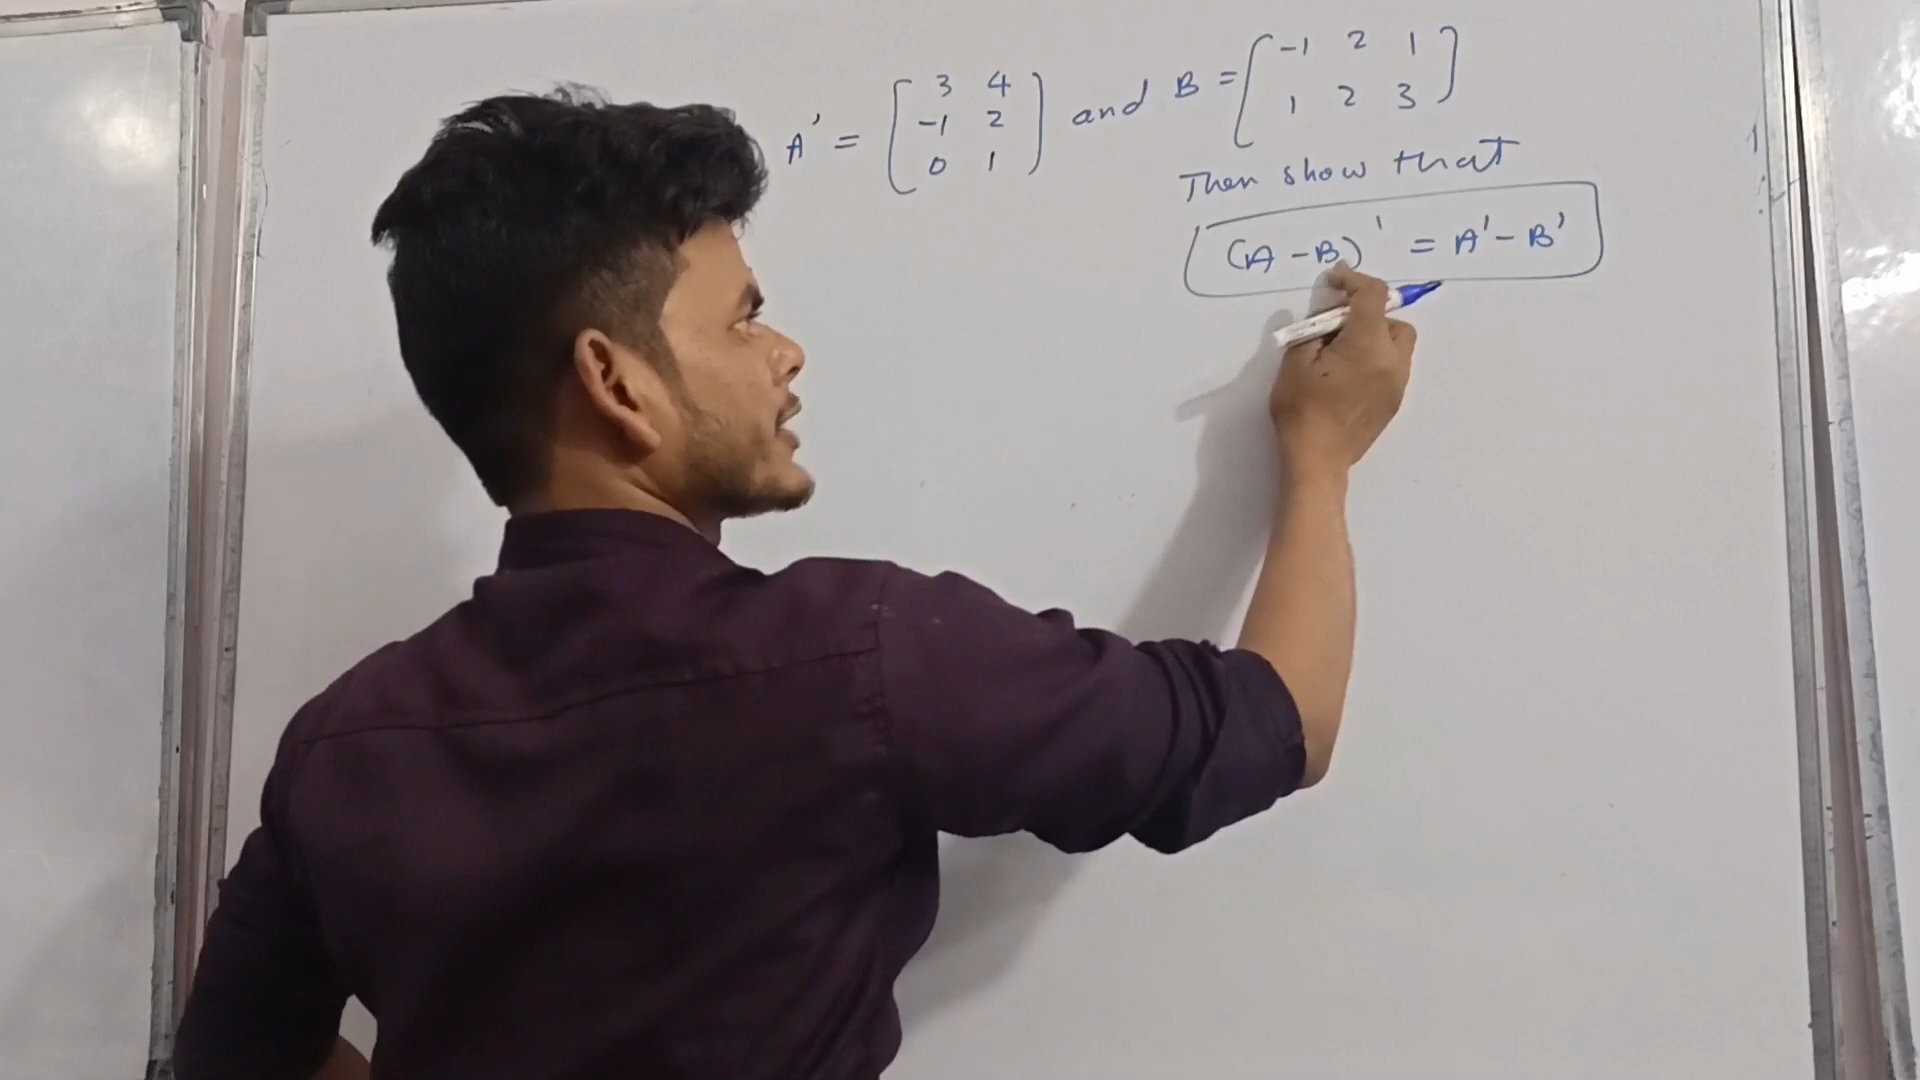 A' = [3 4 -1 2 0 1] and B = [-1 2 1 1 2 3]
Then show that
(A - B)' = A' - B'